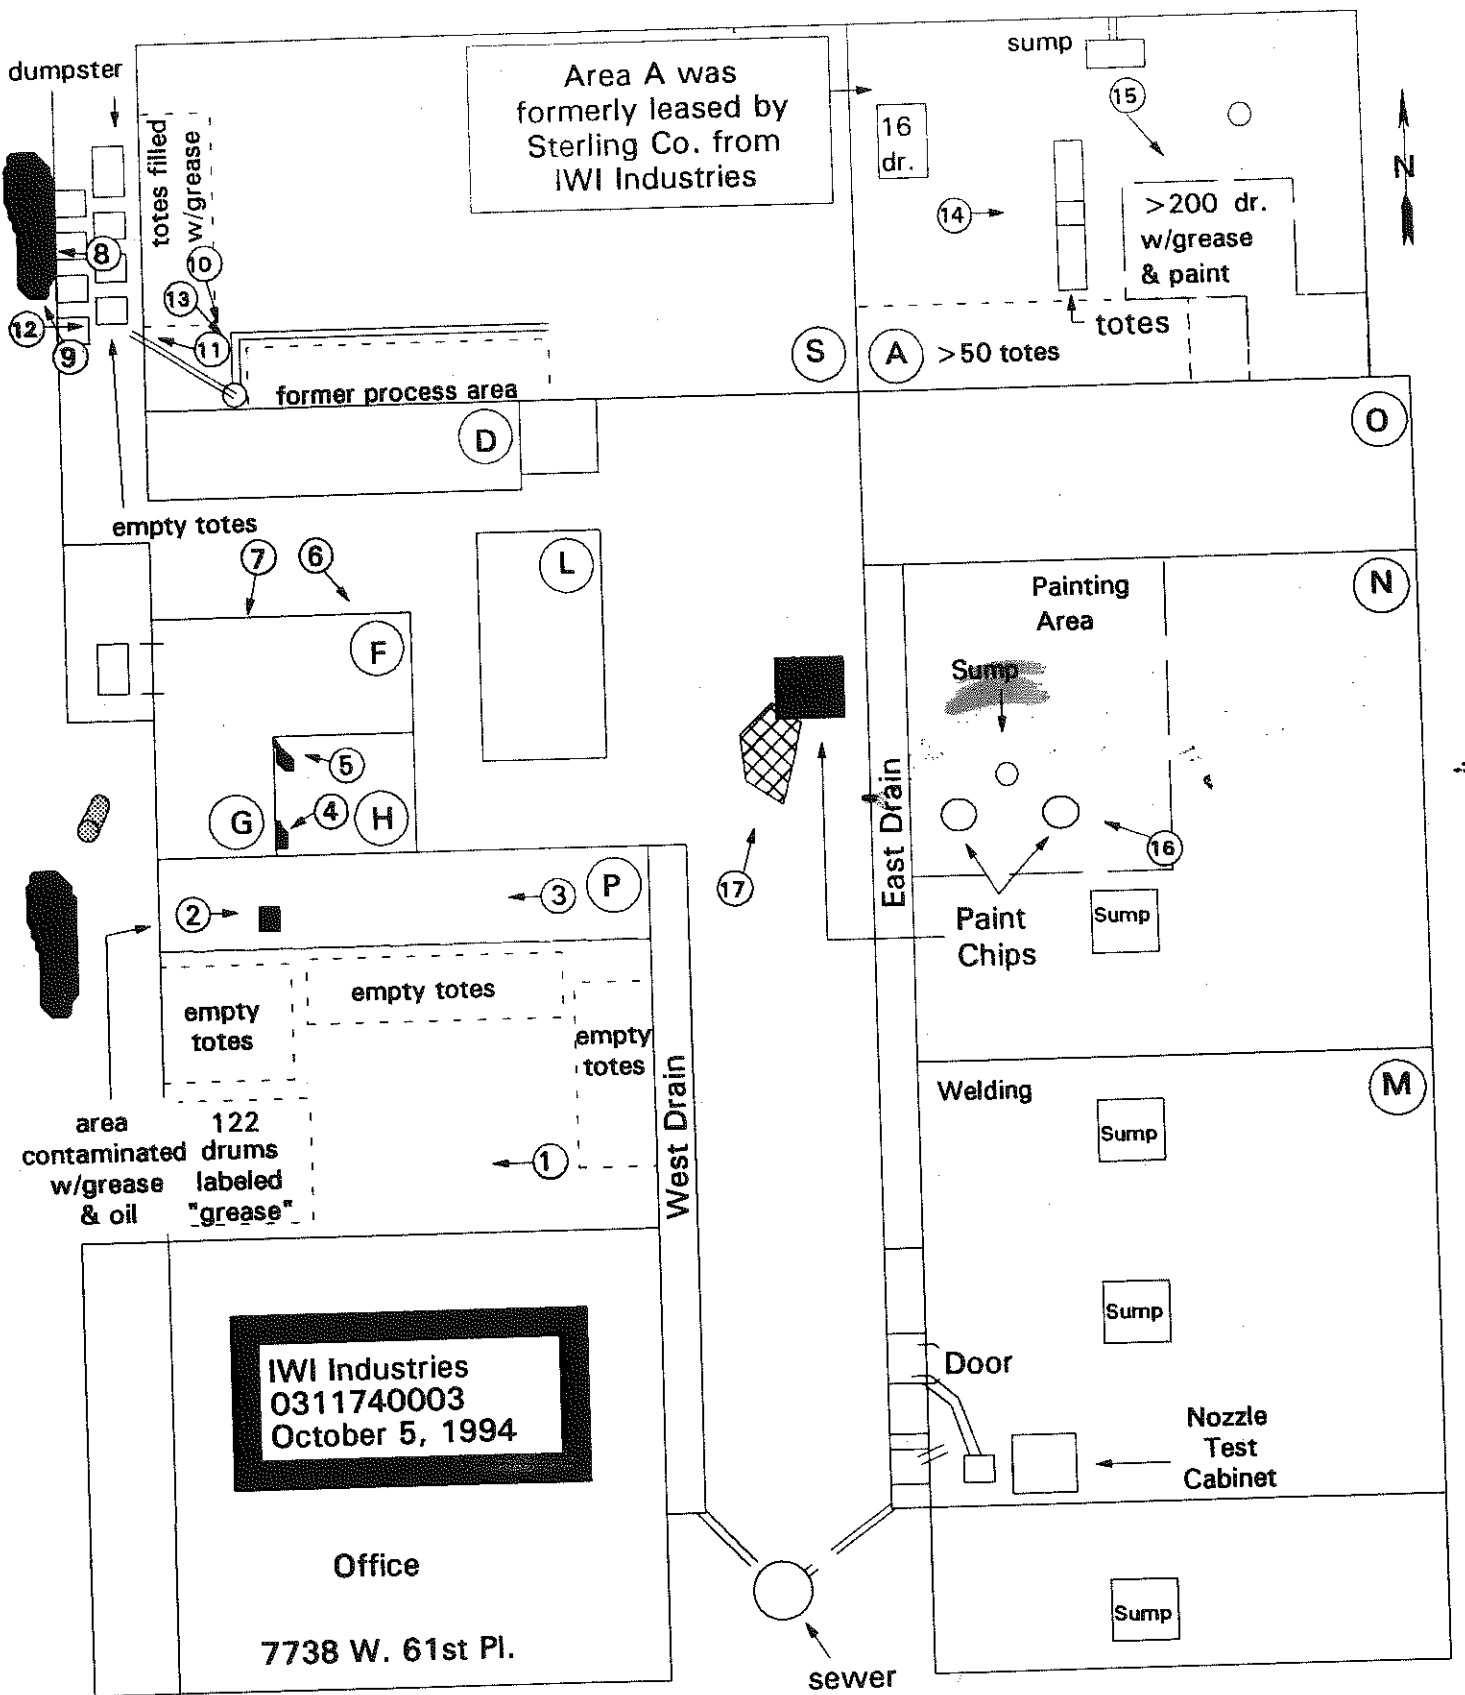 dumpster
Area A was
formerly leased by
Sterling Co. from
IWI Industries
sump
15
16
dr.
N
totes filled
w/grease
14
>200 dr.
w/grease
& paint
8
10
13
12
9
11
totes
S
A
>50 totes
former process area
D
O
empty totes
7
6
L
Painting
Area
N
F
Sump
5
4
G
H
East Drain
16
17
2
3
P
Paint
Chips
Sump
empty
totes
empty totes
empty
totes
Welding
M
West Drain
area
contaminated
w/grease
& oil
122
drums
labeled
"grease"
1
Sump
Sump
Door
IWI Industries
0311740003
October 5, 1994
Nozzle
Test
Cabinet
Office
Sump
7738 W. 61st Pl.
sewer